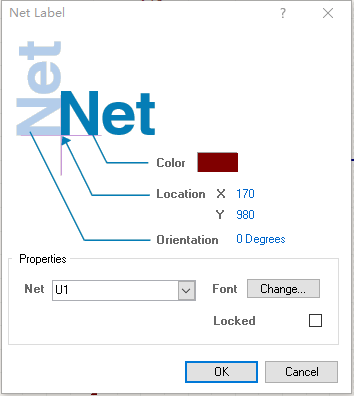 Net Label
Net
Net
Color
Location X 170
Y 980
Orientation 0 Degrees
Properties
Net U1 Font Change...
Locked
OK Cancel